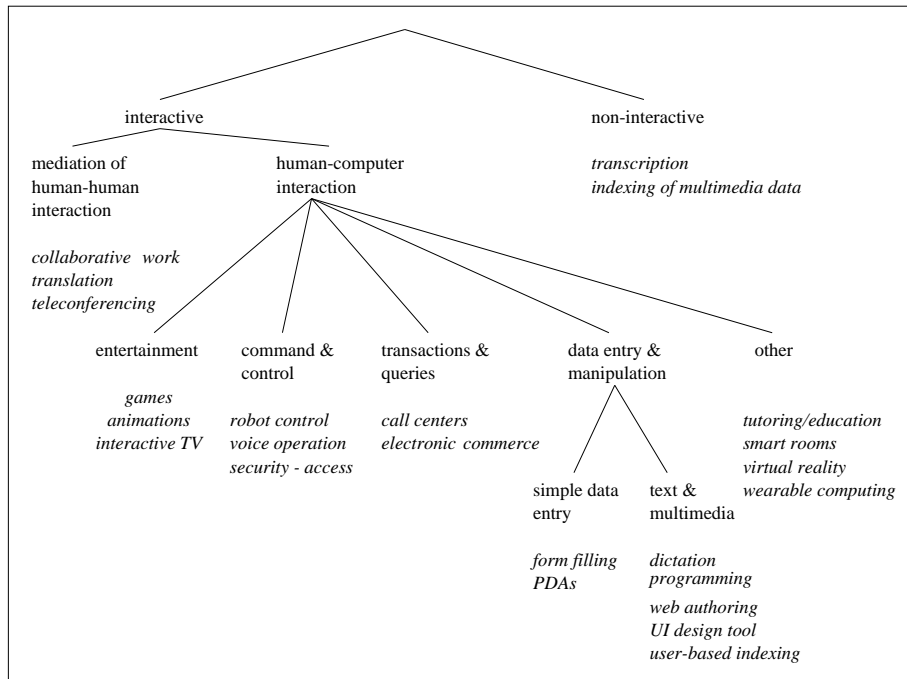 interactive
non-interactive
mediation of
human-human
interaction
human-computer
interaction
transcription
indexing of multimedia data
collaborative work
translation
teleconferencing
entertainment
games
animations
interactive TV
command &
control
robot control
voice operation
security - access
transactions &
queries
call centers
electronic commerce
data entry &
manipulation
simple data
entry
form filling
PDAs
text &
multimedia
dictation
programming
web authoring
UI design tool
user-based indexing
other
tutoring/education
smart rooms
virtual reality
wearable computing